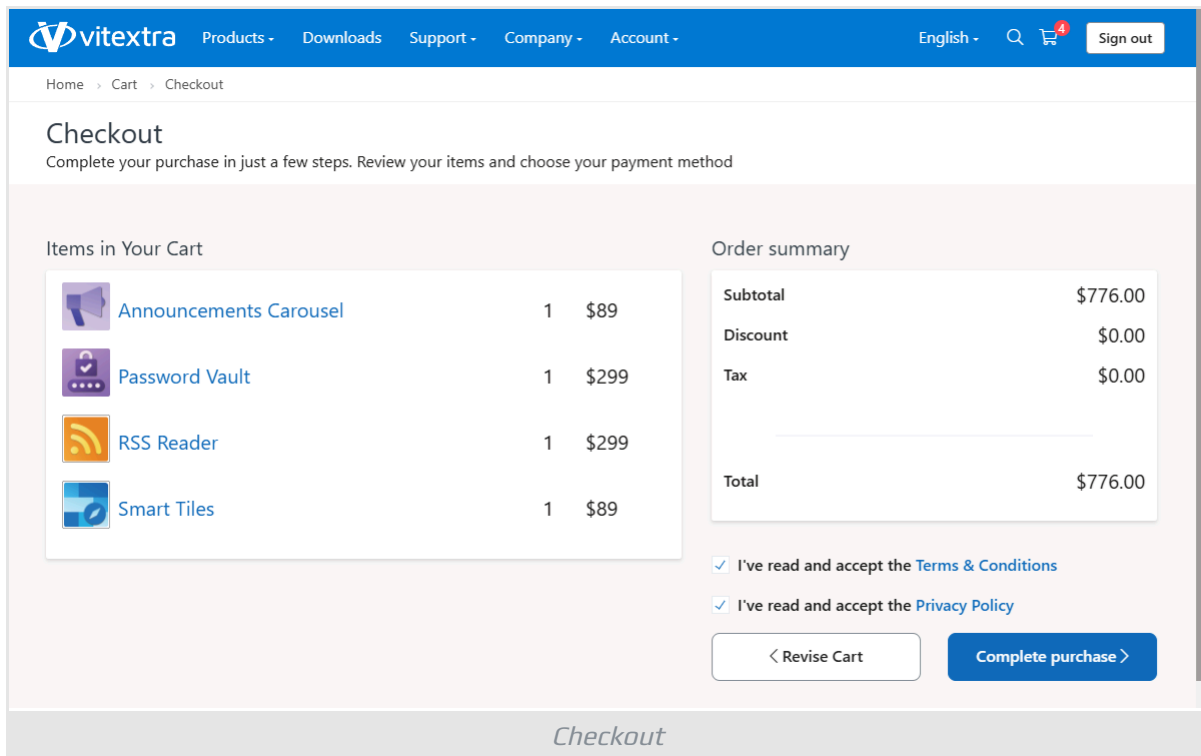 vitextra Products Downloads Support Company Account English 4 Sign out
Home > Cart > Checkout
Checkout
Complete your purchase in just a few steps. Review your items and choose your payment method
Items in Your Cart
Announcements Carousel 1 $89
Password Vault 1 $299
RSS Reader 1 $299
Smart Tiles 1 $89
Order summary
Subtotal $776.00
Discount $0.00
Tax $0.00
Total $776.00
I've read and accept the Terms & Conditions
I've read and accept the Privacy Policy
< Revise Cart
Complete purchase >
Checkout